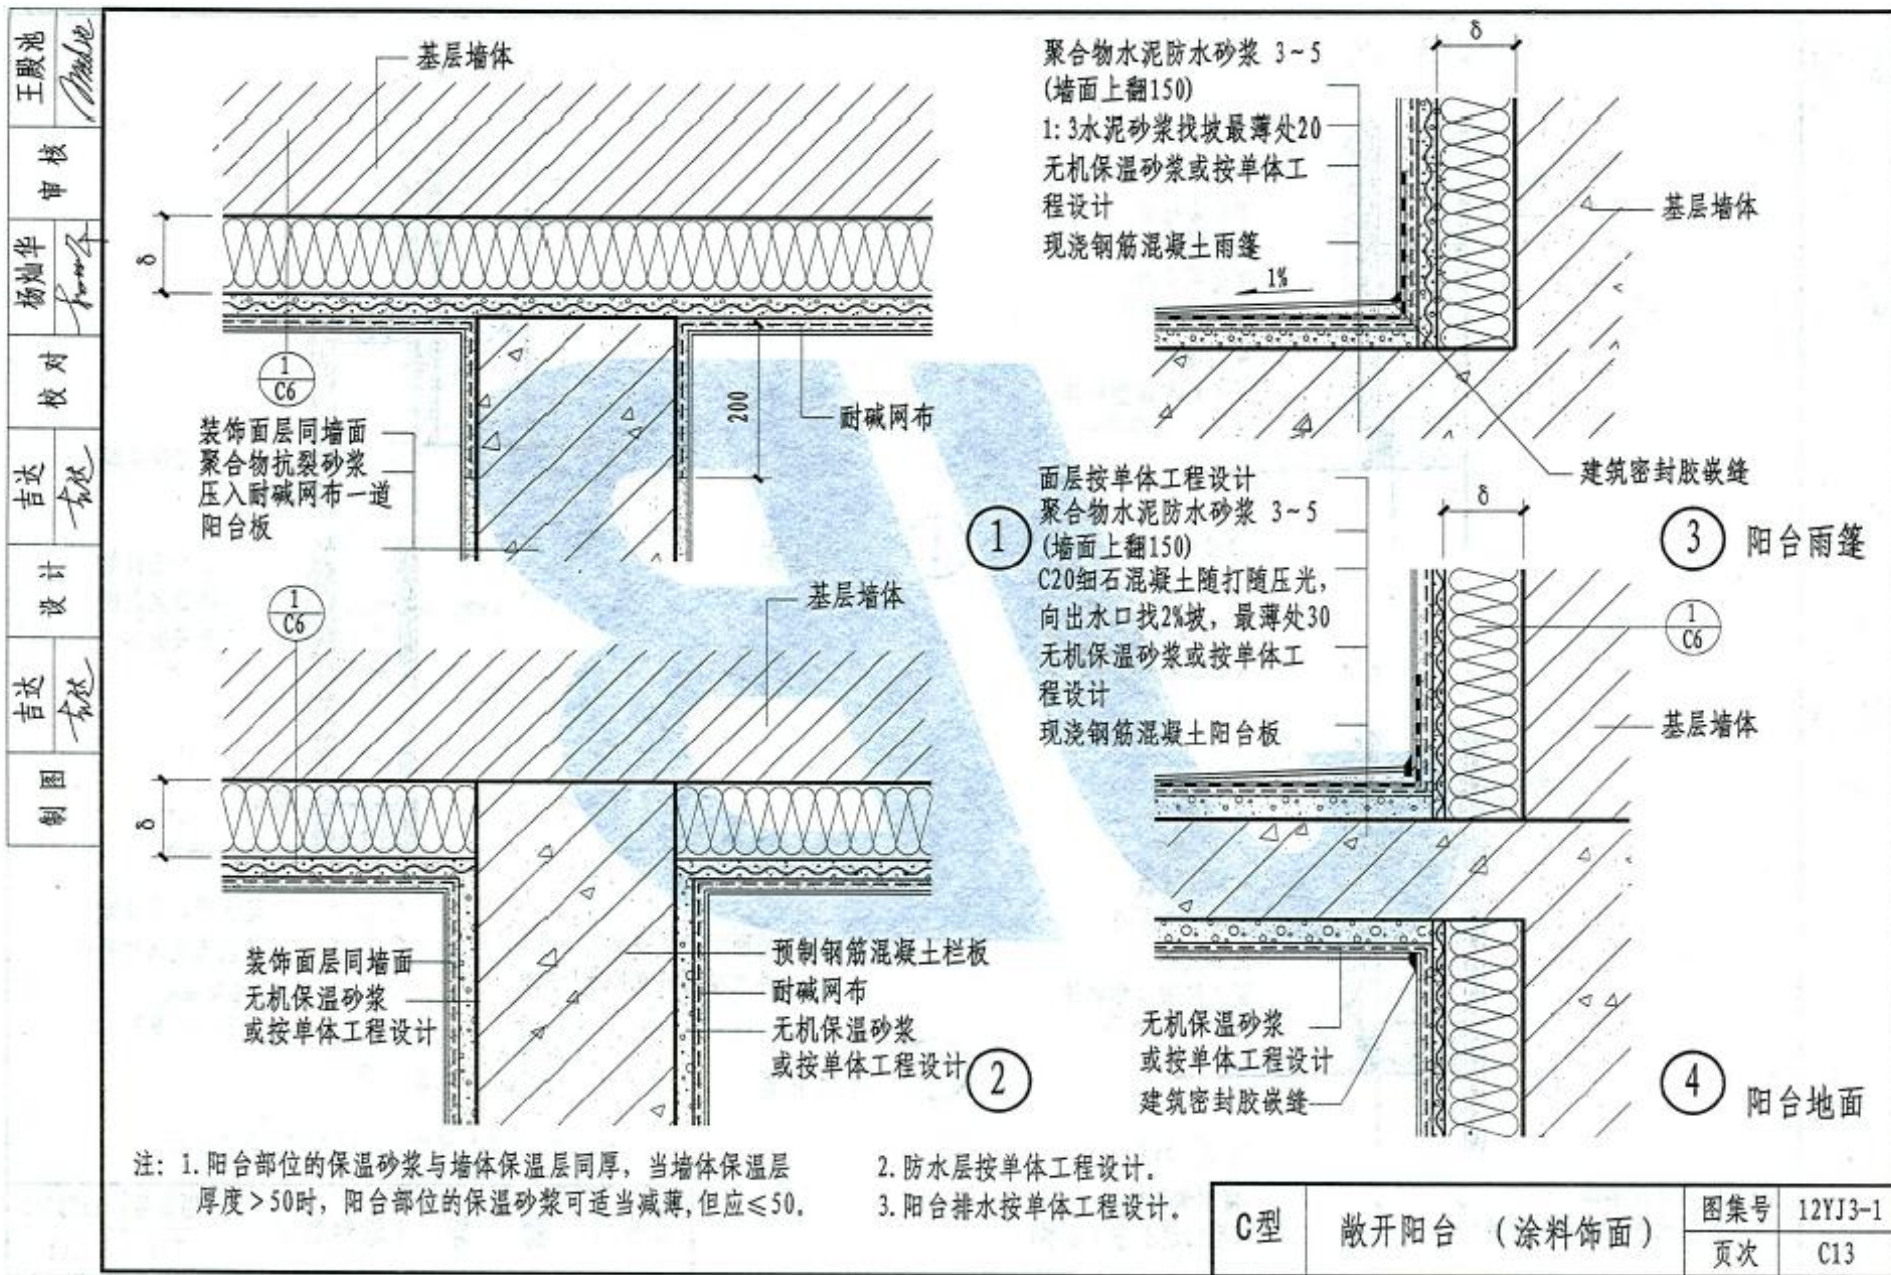 王殿池
审核
杨灿华
校对
吉达
设计
吉达
制图
基层墙体
δ
1
C6
装饰面层同墙面
聚合物抗裂砂浆
压入耐碱网布一道
阳台板
200
耐碱网布
1
基层墙体
1
C6
δ
装饰面层同墙面
无机保温砂浆
或按单体工程设计
预制钢筋混凝土栏板
耐碱网布
无机保温砂浆
或按单体工程设计
2
聚合物水泥防水砂浆 3~5
(墙面上翻150)
1:3水泥砂浆找坡最薄处20
无机保温砂浆或按单体工
程设计
现浇钢筋混凝土雨篷
1%
δ
基层墙体
建筑密封胶嵌缝
3 阳台雨篷
面层按单体工程设计
聚合物水泥防水砂浆 3~5
(墙面上翻150)
C20细石混凝土随打随压光,
向出水口找2%坡, 最薄处30
无机保温砂浆或按单体工
程设计
现浇钢筋混凝土阳台板
δ
1
C6
基层墙体
无机保温砂浆
或按单体工程设计
建筑密封胶嵌缝
4 阳台地面
注: 1.阳台部位的保温砂浆与墙体保温层同厚, 当墙体保温层
厚度>50时, 阳台部位的保温砂浆可适当减薄,但应≤50.
2.防水层按单体工程设计.
3.阳台排水按单体工程设计.
C型
敞开阳台 (涂料饰面)
图集号
12YJ3-1
页次
C13